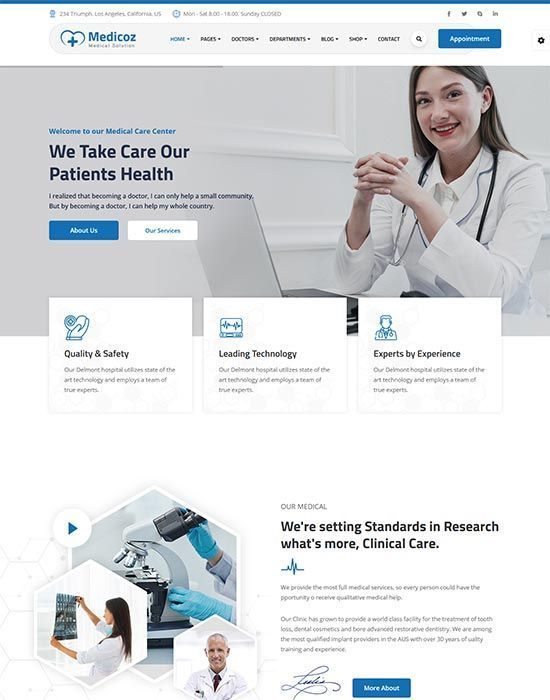 234 Triumph, Los Angeles, California, US
Mon - Sat 8.00 - 18.00. Sunday CLOSED
Medicoz
Medical Solution
HOME
PAGES
DOCTORS
DEPARTMENTS
BLOG
SHOP
CONTACT
Appointment
Welcome to our Medical Care Center
We Take Care Our
Patients Health
I realized that becoming a doctor, I can only help a small community.
But by becoming a doctor, I can help my whole country.
About Us
Our Services
Quality & Safety
Our Delmont hospital utilizes state of the
art technology and employs a team of
true experts.
Leading Technology
Our Delmont hospital utilizes state of the
art technology and employs a team of
true experts.
Experts by Experience
Our Delmont hospital utilizes state of the
art technology and employs a team of
true experts.
OUR MEDICAL
We're setting Standards in Research
what's more, Clinical Care.
We provide the most full medical services, so every person could have the
pportunity o receive qualitative medical help.
Our Clinic has grown to provide a world class facility for the treatment of tooth
loss, dental cosmetics and bore advanced restorative dentistry. We are among
the most qualified implant providers in the AUS with over 30 years of uality
training and experience.
Leslie
More About